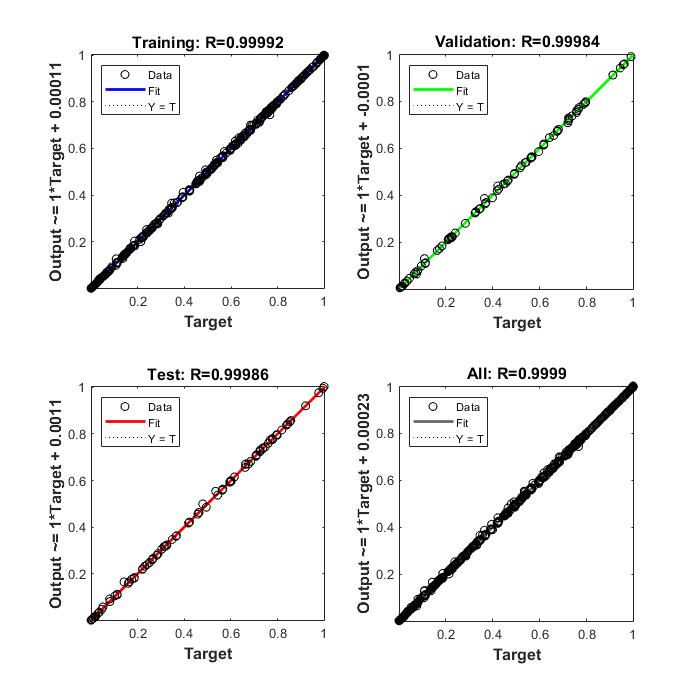 Training: R=0.99992
Output ~= 1*Target + 0.00011
Data
Fit
Y = T
1
0.8
0.6
0.4
0.2
0.2 0.4 0.6 0.8 1
Target
Validation: R=0.99984
Output ~= 1*Target + -0.0001
Data
Fit
Y = T
1
0.8
0.6
0.4
0.2
0.2 0.4 0.6 0.8 1
Target
Test: R=0.99986
Output ~= 1*Target + 0.0011
Data
Fit
Y = T
1
0.8
0.6
0.4
0.2
0.2 0.4 0.6 0.8 1
Target
All: R=0.9999
Output ~= 1*Target + 0.00023
Data
Fit
Y = T
1
0.8
0.6
0.4
0.2
0.2 0.4 0.6 0.8 1
Target